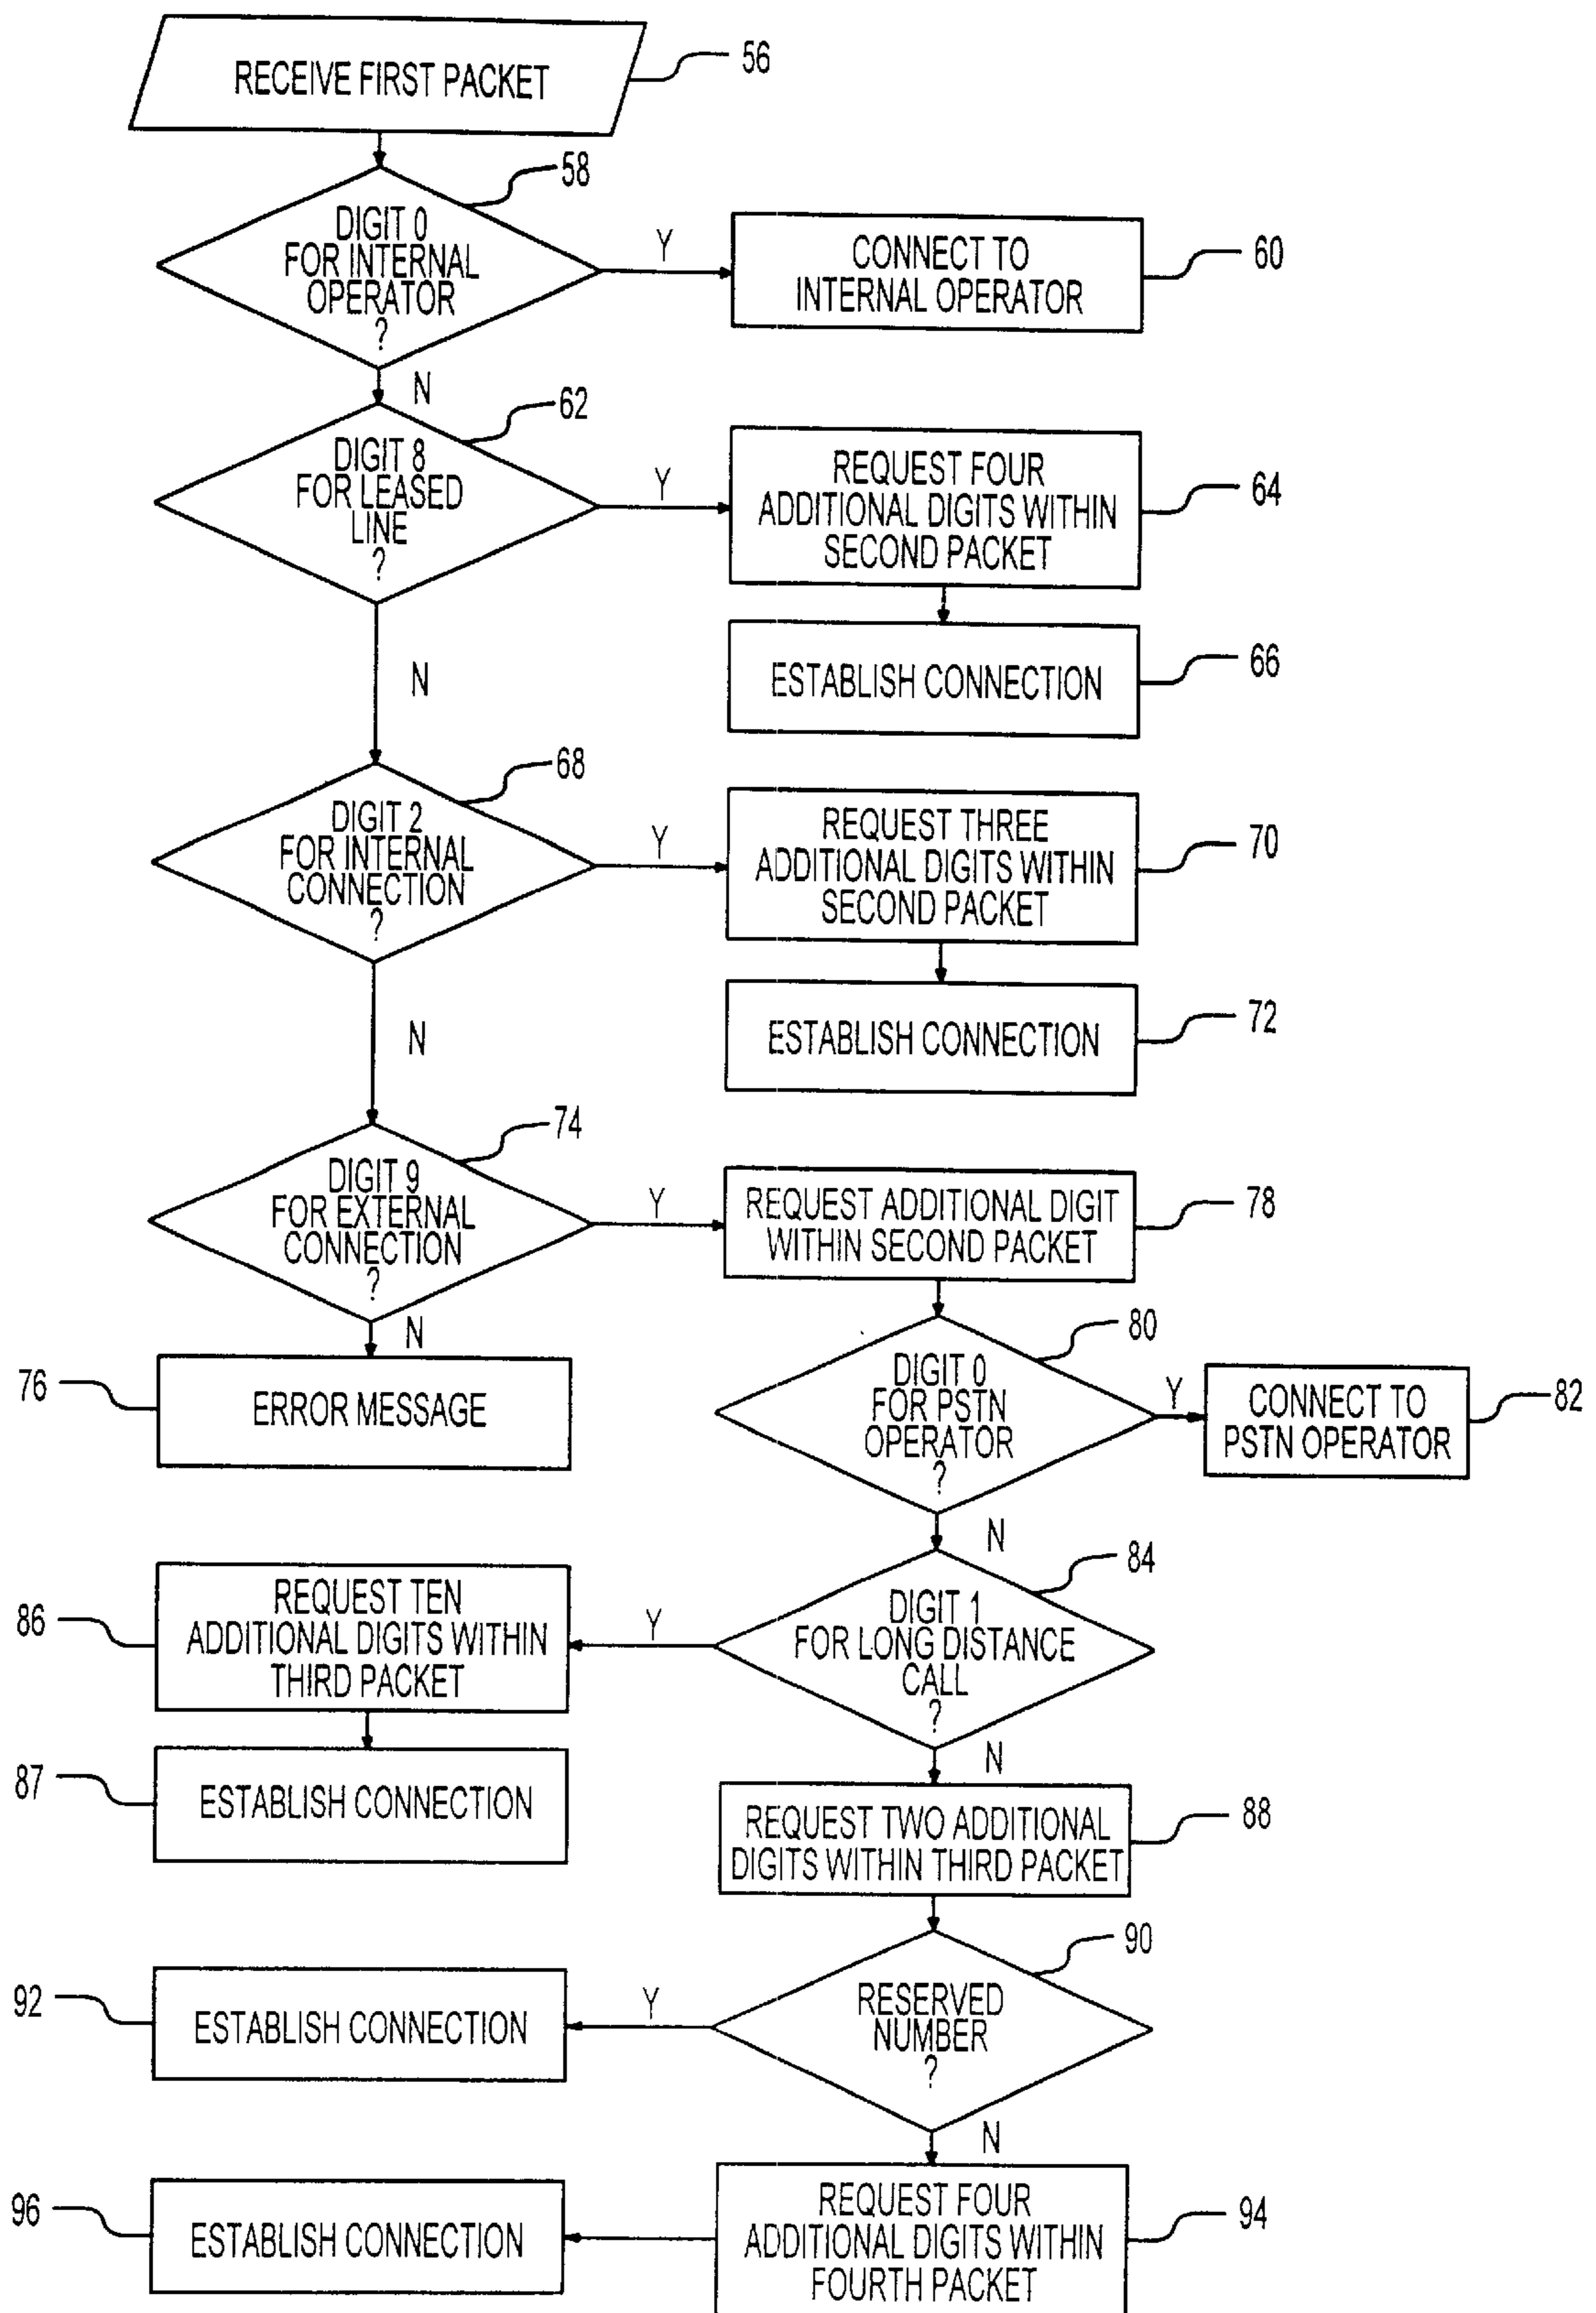 RECEIVE FIRST PACKET
56
DIGIT 0
FOR INTERNAL
OPERATOR
?
58
Y
CONNECT TO
INTERNAL OPERATOR
60
N
DIGIT 8
FOR LEASED
LINE
?
62
Y
REQUEST FOUR
ADDITIONAL DIGITS WITHIN
SECOND PACKET
64
ESTABLISH CONNECTION
66
N
DIGIT 2
FOR INTERNAL
CONNECTION
?
68
Y
REQUEST THREE
ADDITIONAL DIGITS WITHIN
SECOND PACKET
70
ESTABLISH CONNECTION
72
N
DIGIT 9
FOR EXTERNAL
CONNECTION
?
74
Y
REQUEST ADDITIONAL DIGIT
WITHIN SECOND PACKET
78
N
76
ERROR MESSAGE
DIGIT 0
FOR PSTN
OPERATOR
?
80
Y
CONNECT TO
PSTN OPERATOR
82
N
DIGIT 1
FOR LONG DISTANCE
CALL
?
84
Y
86
REQUEST TEN
ADDITIONAL DIGITS WITHIN
THIRD PACKET
87
ESTABLISH CONNECTION
N
REQUEST TWO ADDITIONAL
DIGITS WITHIN THIRD PACKET
88
RESERVED
NUMBER
?
90
Y
92
ESTABLISH CONNECTION
N
REQUEST FOUR
ADDITIONAL DIGITS WITHIN
FOURTH PACKET
94
96
ESTABLISH CONNECTION